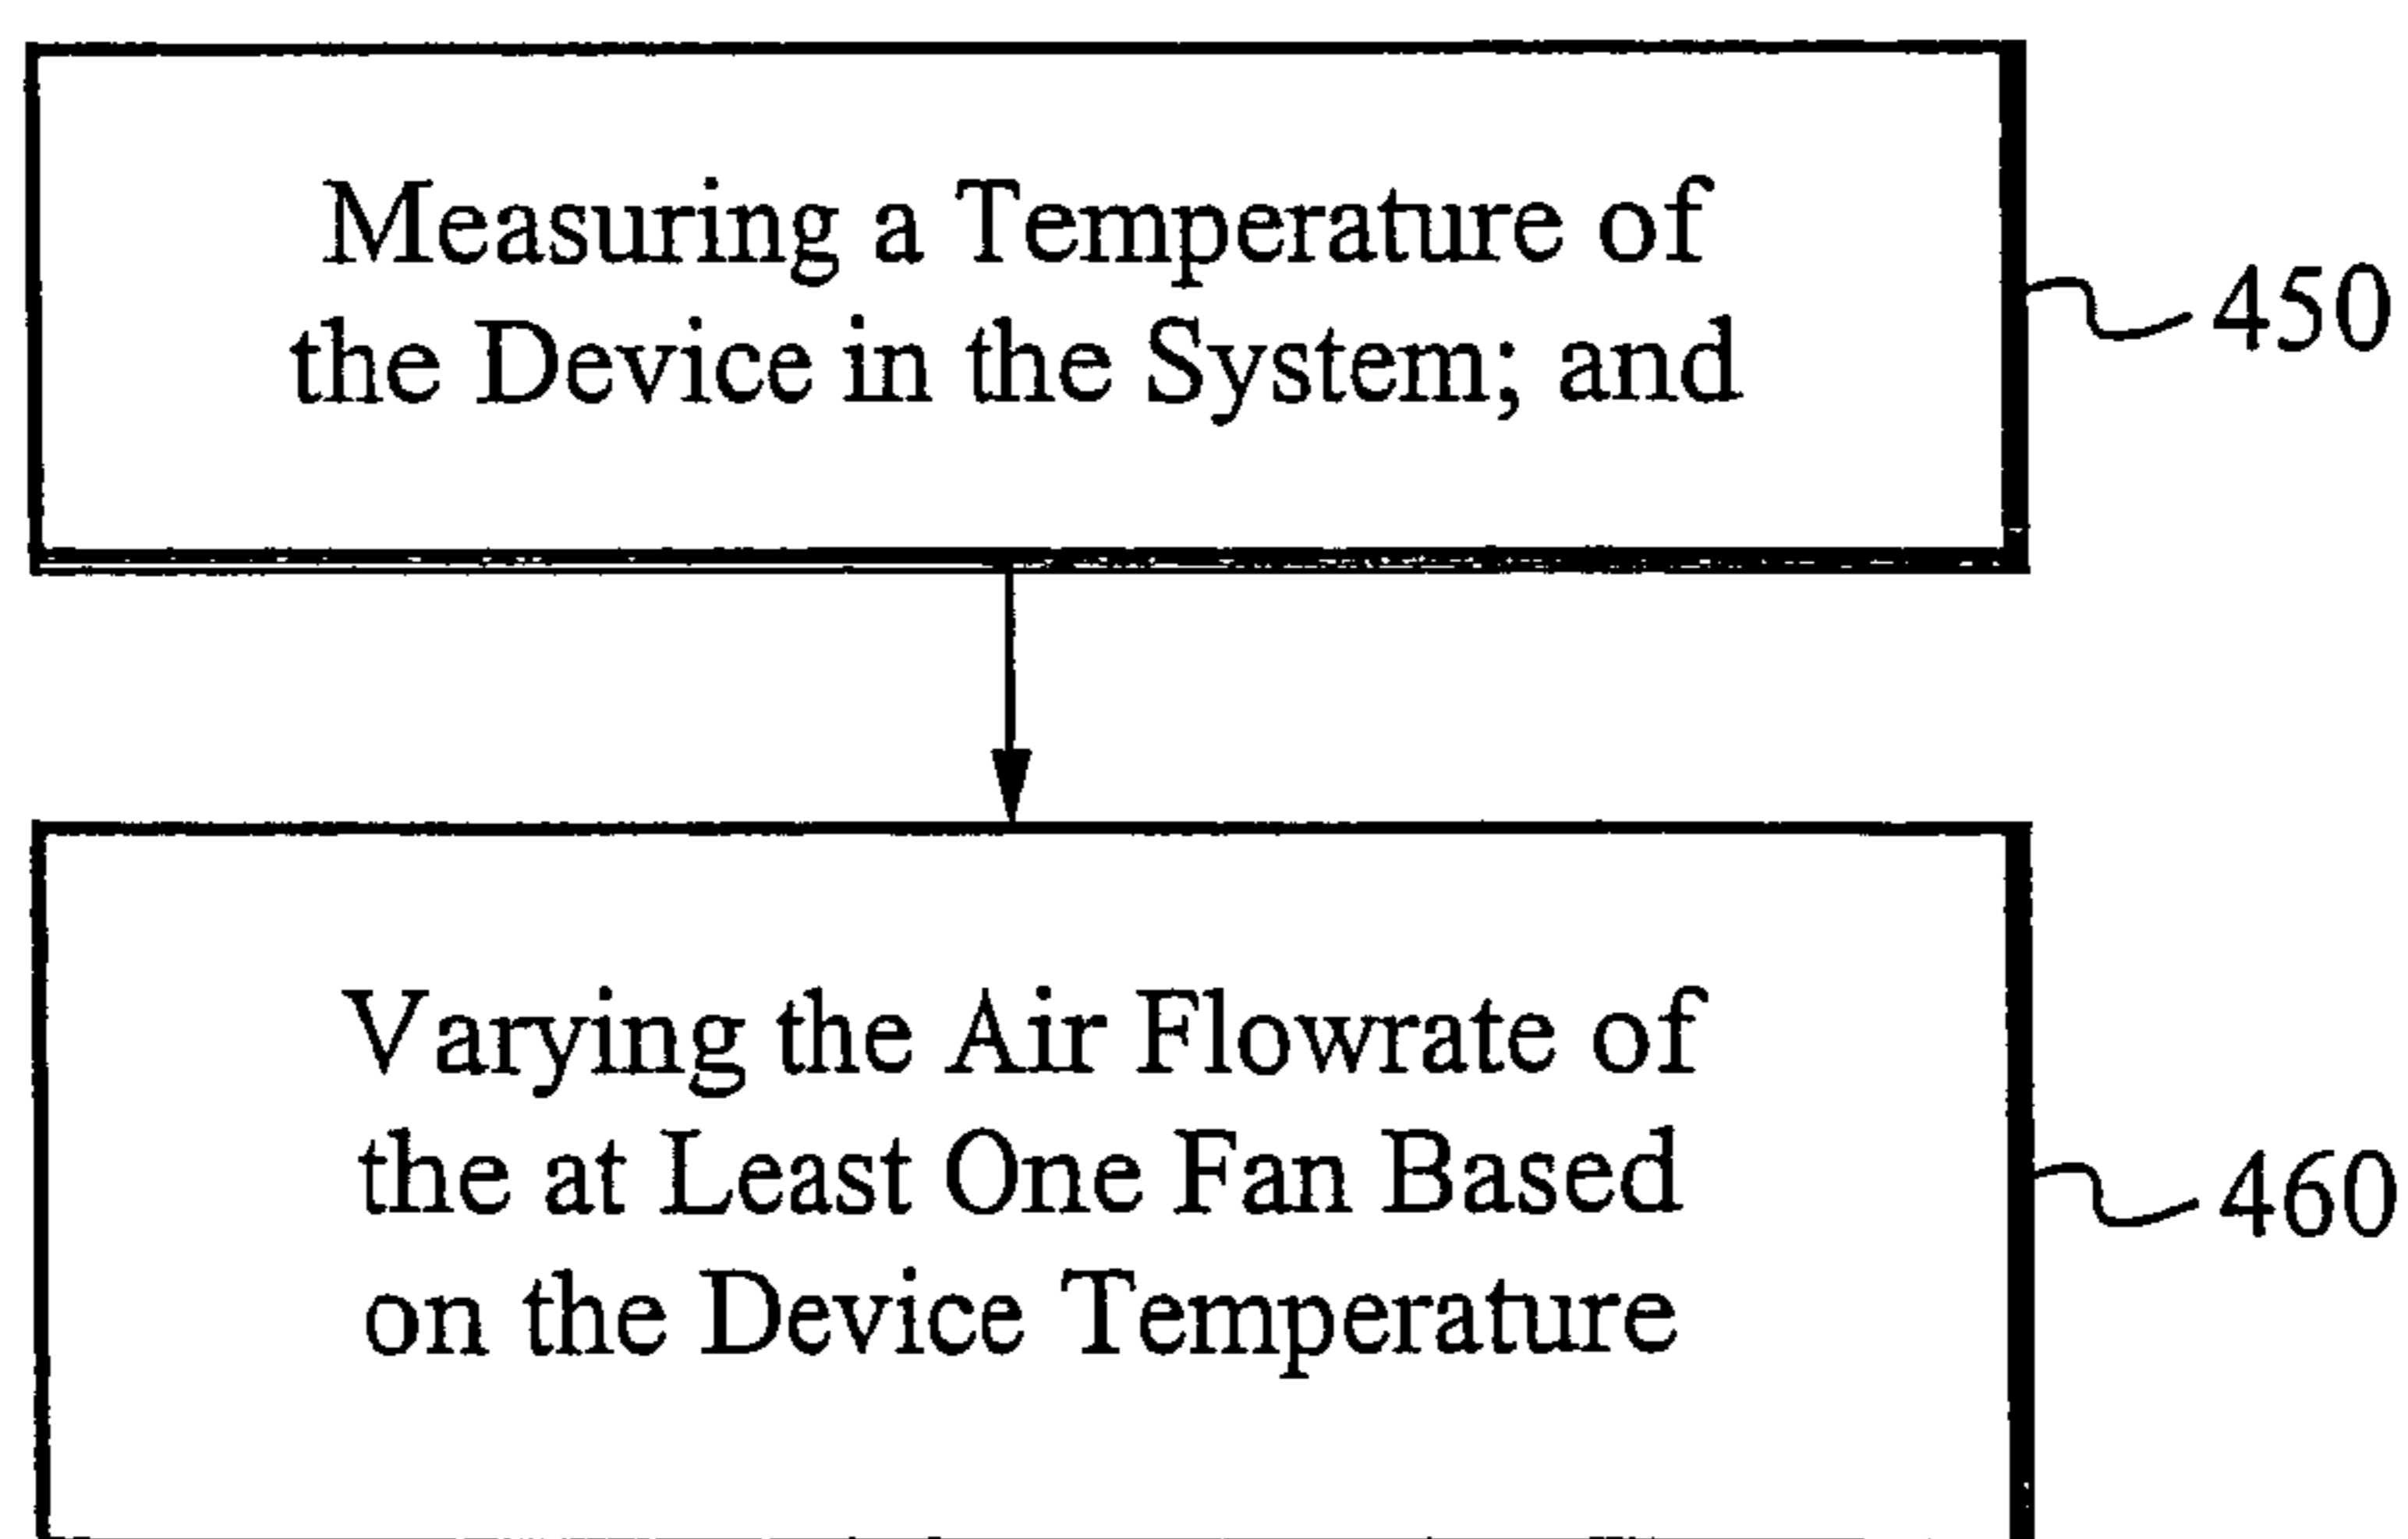 Measuring a Temperature of
the Device in the System; and
450
Varying the Air Flowrate of
the at Least One Fan Based
on the Device Temperature
460